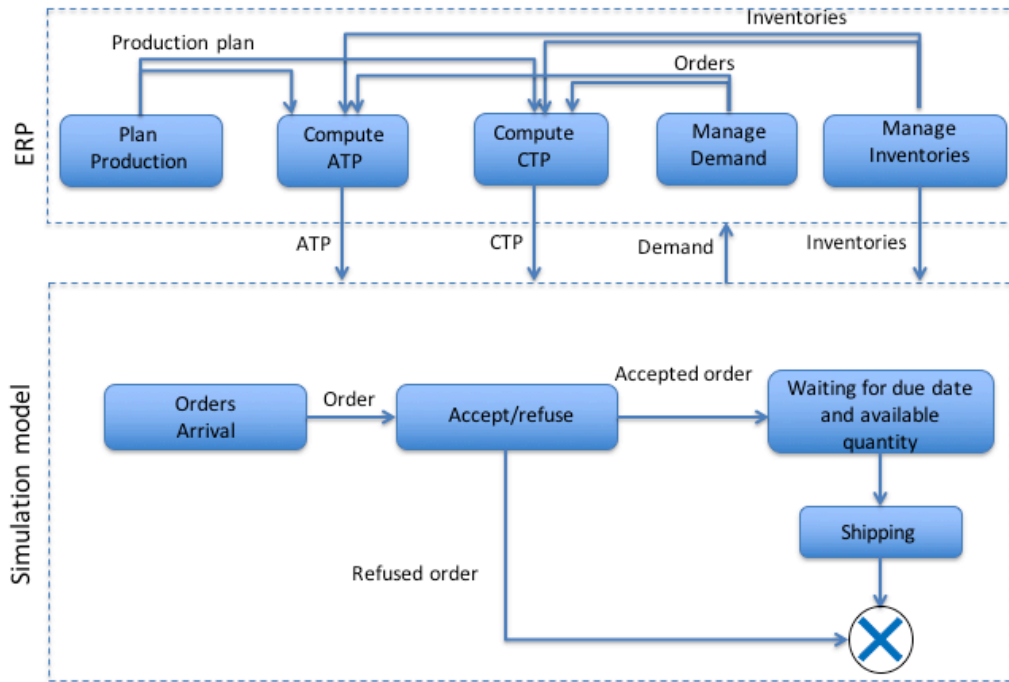 Inventories
Production plan
Orders
ERP
Plan
Production
Compute
ATP
Compute
CTP
Manage
Demand
Manage
Inventories
ATP
CTP
Demand
Inventories
Simulation model
Orders
Arrival
Order
Accept/refuse
Accepted order
Waiting for due date
and available
quantity
Shipping
Refused order